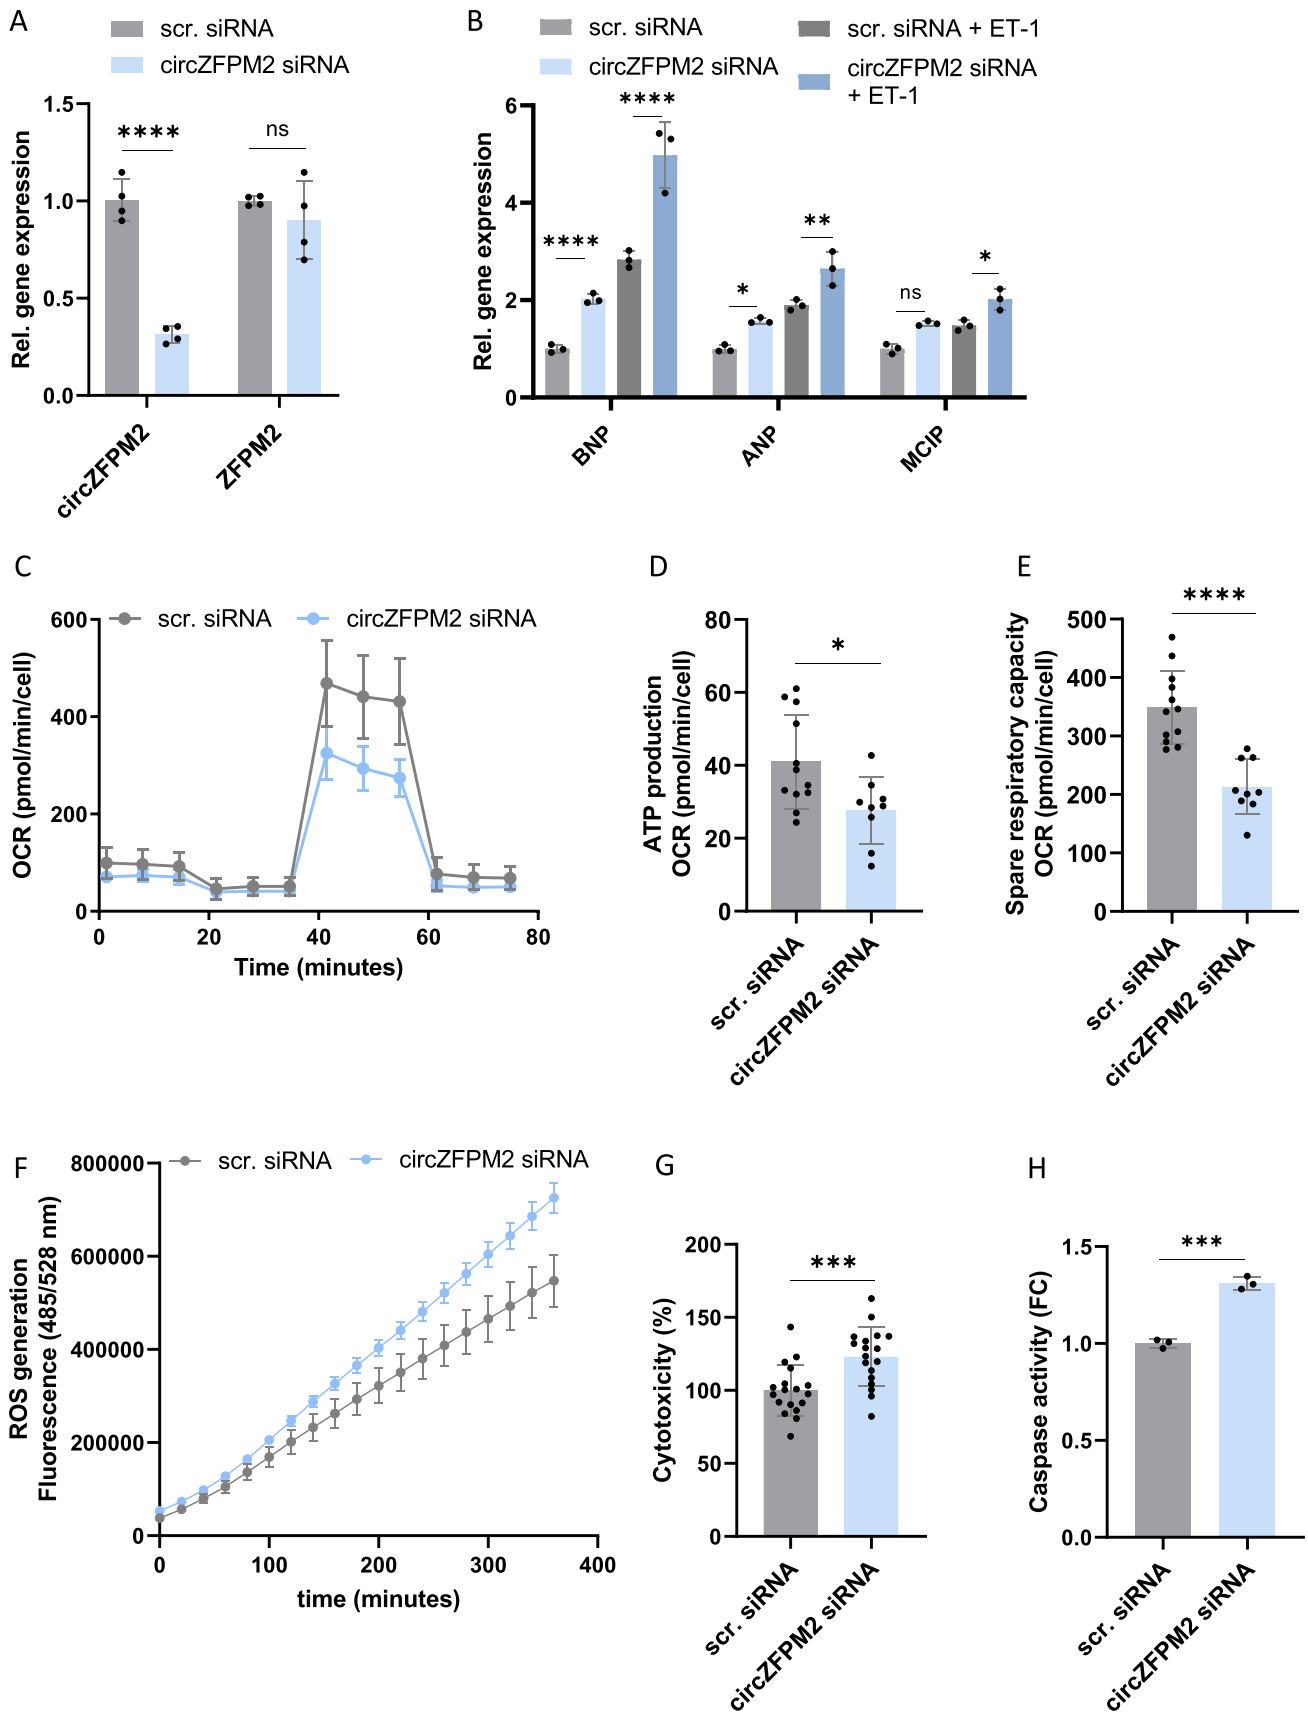 A
scr. siRNA
circZFPM2 siRNA
Rel. gene expression
1.5
1.0
0.5
0.0
****
ns
circZFPM2
ZFPM2
B
scr. siRNA
circZFPM2 siRNA
scr. siRNA + ET-1
circZFPM2 siRNA
+ ET-1
Rel. gene expression
6
4
2
0
****
****
*
**
ns
*
BNP
ANP
MCIP
C
scr. siRNA
circZFPM2 siRNA
OCR (pmol/min/cell)
600
400
200
0
0
20
40
60
80
Time (minutes)
D
ATP production
OCR (pmol/min/cell)
80
60
40
20
0
*
scr. siRNA
circZFPM2 siRNA
E
Spare respiratory capacity
OCR (pmol/min/cell)
500
400
300
200
100
0
****
scr. siRNA
circZFPM2 siRNA
F
scr. siRNA
circZFPM2 siRNA
ROS generation
Fluorescence (485/528 nm)
800000
600000
400000
200000
0
0
100
200
300
400
time (minutes)
G
Cytotoxicity (%)
200
150
100
50
0
***
scr. siRNA
circZFPM2 siRNA
H
Caspase activity (FC)
1.5
1.0
0.5
0.0
***
scr. siRNA
circZFPM2 siRNA